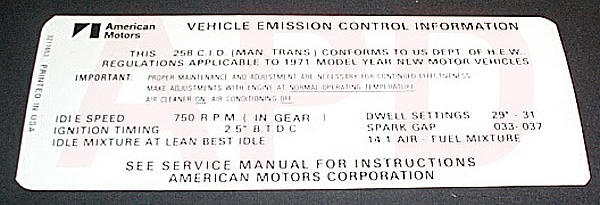 American Motors
VEHICLE EMISSION CONTROL INFORMATION
THIS 258 C.I.D. (MAN. TRANS) CONFORMS TO US DEPT. OF H.E.W.
REGULATIONS APPLICABLE TO 1971 MODEL YEAR NEW MOTOR VEHICLES
IMPORTANT: PROPER MAINTENANCE AND ADJUSTMENT ARE NECESSARY FOR CONTINUED EFFECTIVENESS
MAKE ADJUSTMENTS WITH ENGINE AT NORMAL OPERATING TEMPERATURE
AIR CLEANER ON, AIR CONDITIONING OFF
IDLE SPEED 750 R.P.M. ( IN GEAR ) DWELL SETTINGS 29° - 31
IGNITION TIMING 2.5° B.T.D.C SPARK GAP 033-037
IDLE MIXTURE AT LEAN BEST IDLE 14.1 AIR - FUEL MIXTURE
SEE SERVICE MANUAL FOR INSTRUCTIONS
AMERICAN MOTORS CORPORATION
PRINTED IN USA
APD